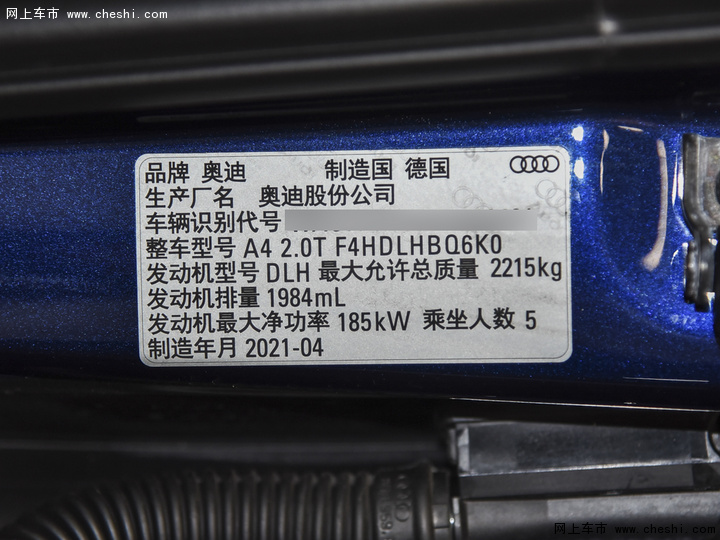 网上车市 www.cheshi.com
品牌 奥迪 制造国 德国
生产厂名 奥迪股份公司
车辆识别代号
整车型号 A4 2.0T F4HDLHBQ6K0
发动机型号 DLH 最大允许总质量 2215kg
发动机排量 1984mL
发动机最大净功率 185kW 乘坐人数 5
制造年月 2021-04
网上车市 www.cheshi.com